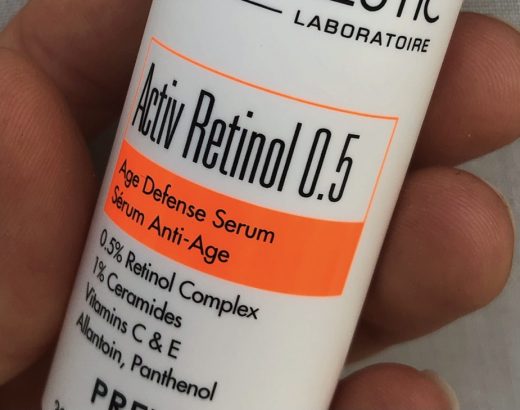 LABORATOIRE
Activ Retinol 0.5
Age Defense Serum
Sérum Anti-Age
0.5% Retinol Complex
1% Ceramides
Vitamins C & E
Allantoin, Panthenol